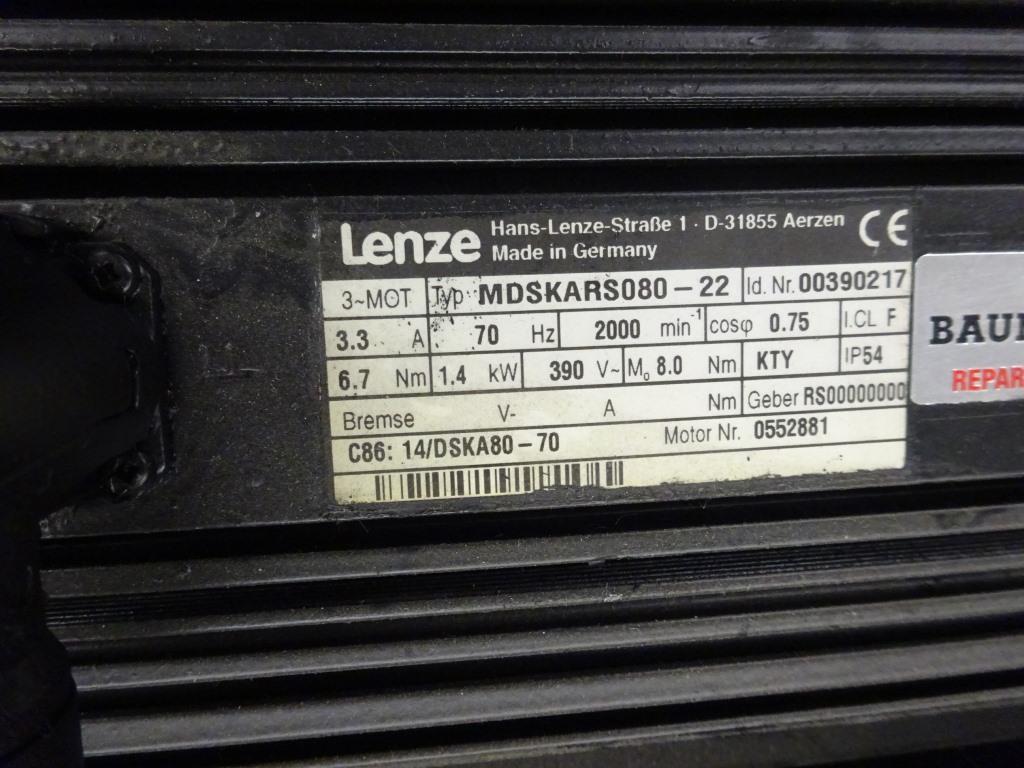 Lenze Hans-Lenze-Straße 1 · D-31855 Aerzen CE
Made in Germany
3~MOT Typ MDSKARS080-22 Id. Nr. 00390217
3.3 A 70 Hz 2000 min⁻¹ cosφ 0.75 I.CL F
6.7 Nm 1.4 kW 390 V~ M₀ 8.0 Nm KTY IP54
Bremse V- A Nm Geber RS00000000
C86: 14/DSKA80-70 Motor Nr. 0552881
BAU
REPAR